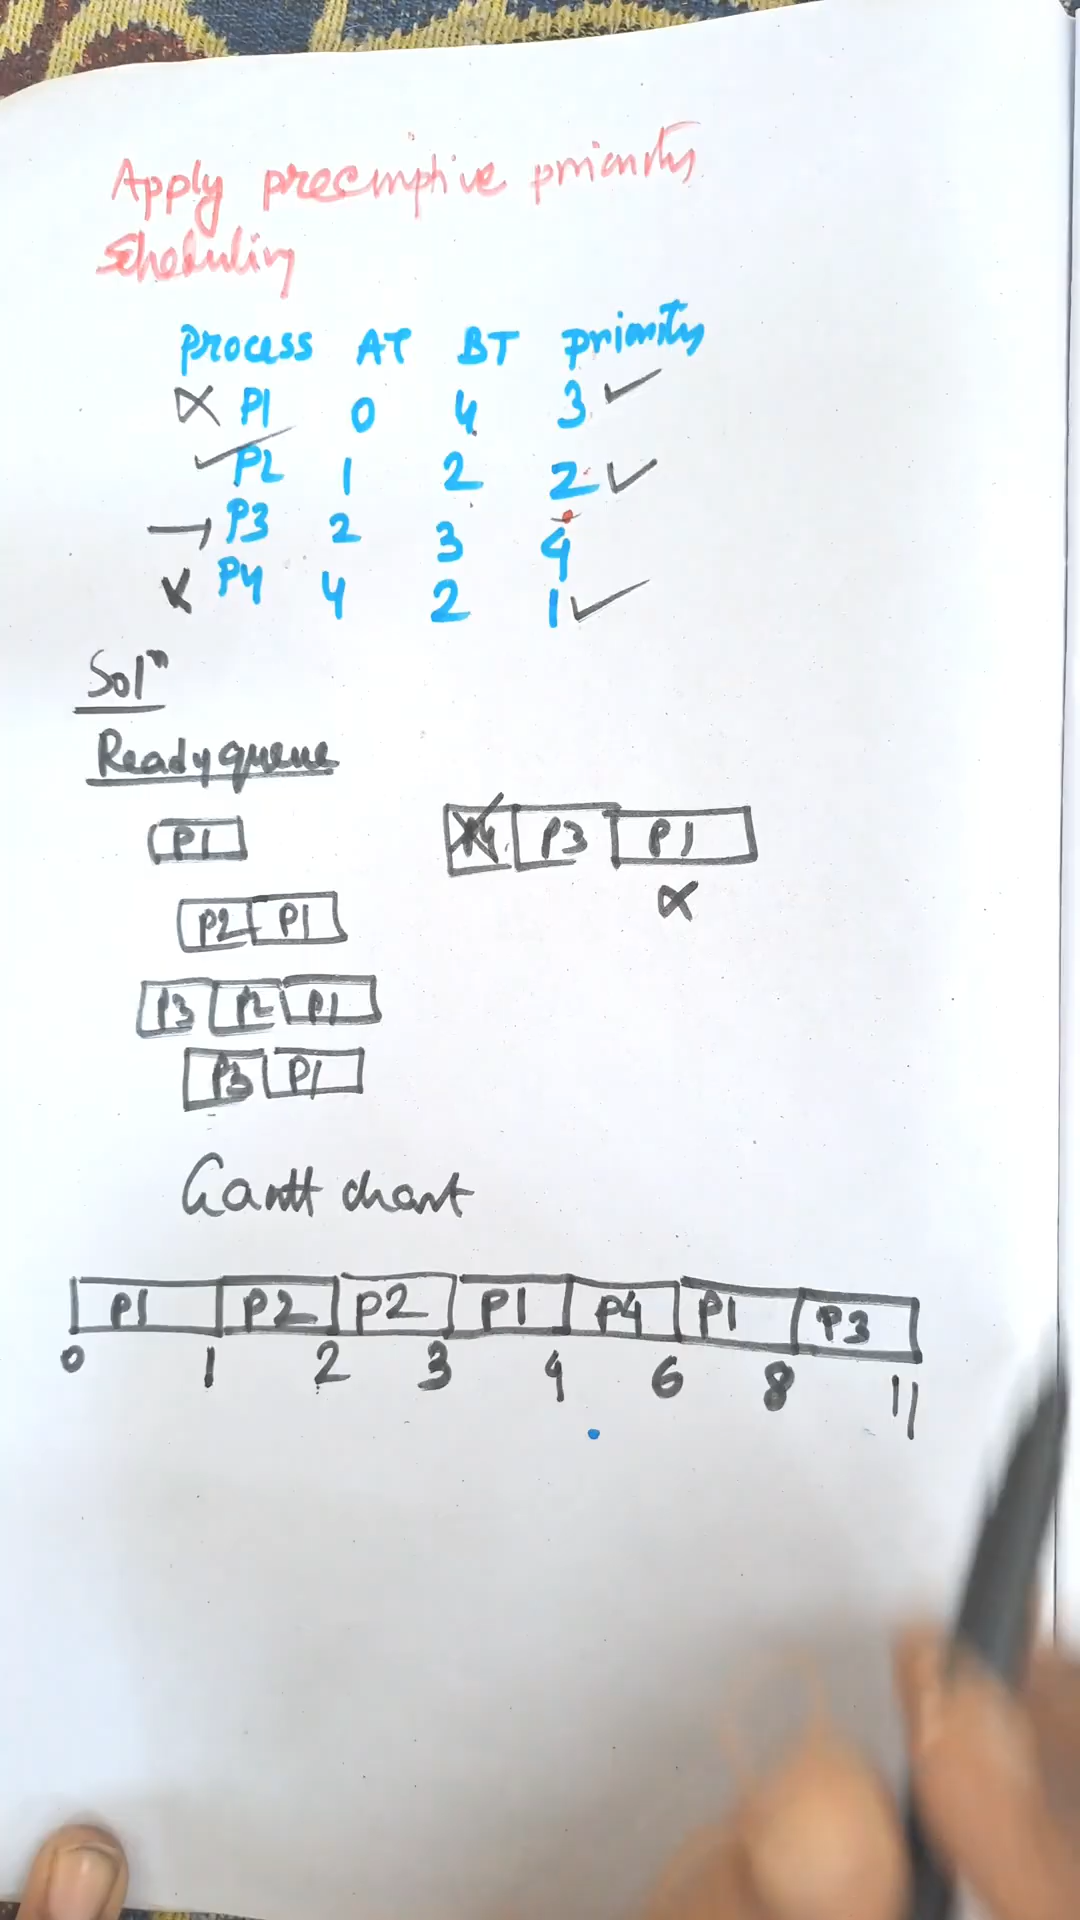 Apply preemptive priority
scheduling
Process AT BT priority
P1 0 4 3
P2 1 2 2
P3 2 3 4
P4 4 2 1
Solⁿ
Ready queue
P1
P3 P1
P2 P1
P3 P2 P1
P3 P1
Gantt chart
P1 P2 P2 P1 P4 P1 P3
0 1 2 3 4 6 8 11